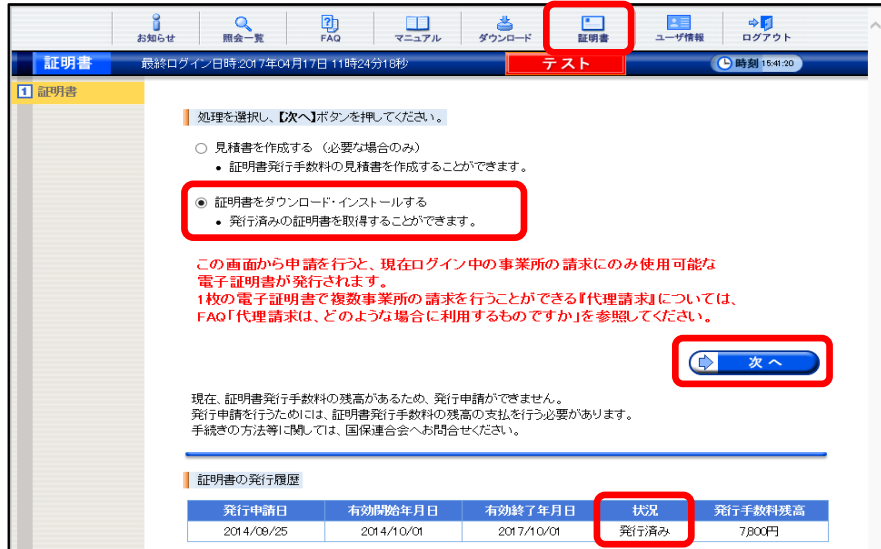 お知らせ 照会一覧 FAQ マニュアル ダウンロード 証明書 ユーザ情報 ログアウト
証明書 最終ログイン日時:2017年04月17日 11時24分18秒 テスト 時刻 15:41:20
1 証明書
処理を選択し、【次へ】ボタンを押してください。
見積書を作成する (必要な場合のみ)
• 証明書発行手数料の見積書を作成することができます。
証明書をダウンロード・インストールする
• 発行済みの証明書を取得することができます。
この画面から申請を行うと、現在ログイン中の事業所の請求にのみ使用可能な
電子証明書が発行されます。
1枚の電子証明書で複数事業所の請求を行うことができる『代理請求』については、
FAQ「代理請求は、どのような場合に利用するものですか」を参照してください。
次へ
現在、証明書発行手数料の残高があるため、発行申請ができません。
発行申請を行うためには、証明書発行手数料の残高の支払を行う必要があります。
手続きの方法等に関しては、国保連合会へお問合せください。
証明書の発行履歴
発行申請日 有効開始年月日 有効終了年月日 状況 発行手数料残高
2014/09/25 2014/10/01 2017/10/01 発行済み 7,800円